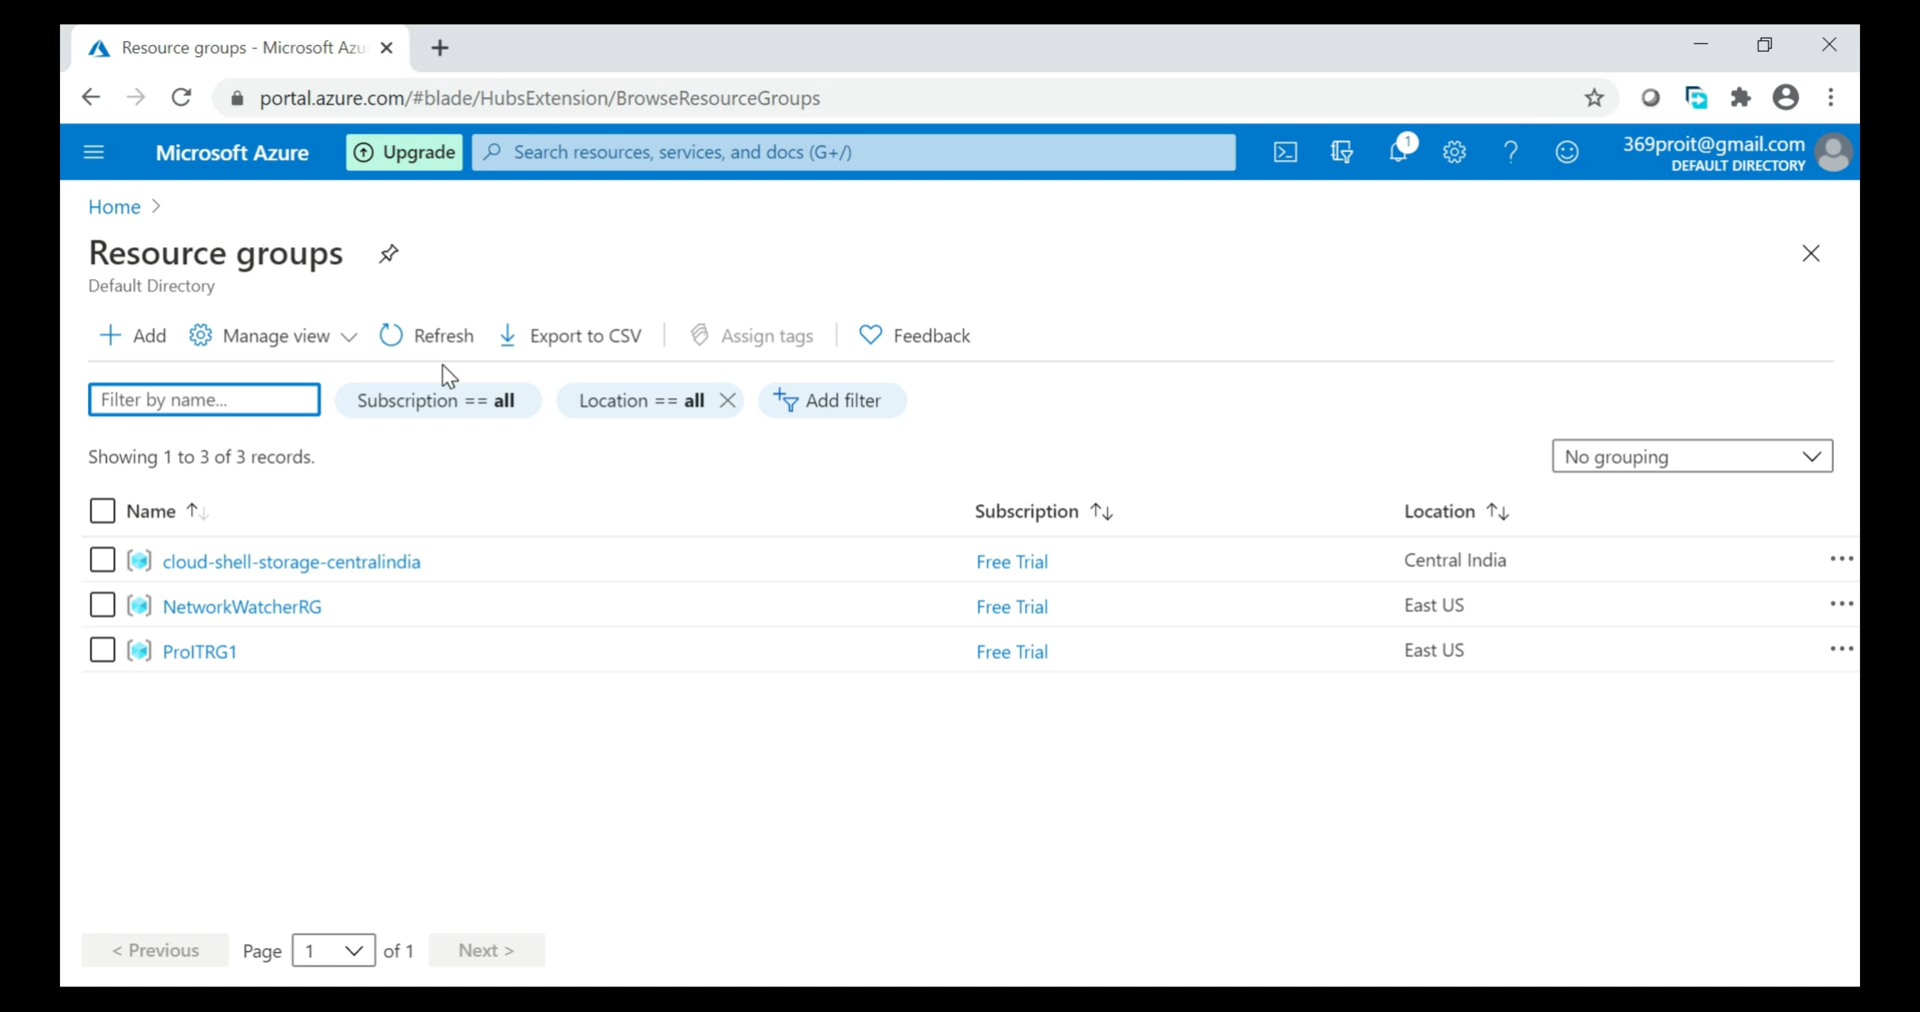 Resource groups - Microsoft Azu
portal.azure.com/#blade/HubsExtension/BrowseResourceGroups
Microsoft Azure
Upgrade
Search resources, services, and docs (G+/)
1
369proit@gmail.com
DEFAULT DIRECTORY
Home >
Resource groups
Default Directory
+ Add Manage view Refresh Export to CSV Assign tags Feedback
Filter by name... Subscription == all Location == all Add filter
Showing 1 to 3 of 3 records. No grouping
Name Subscription Location
cloud-shell-storage-centralindia Free Trial Central India
NetworkWatcherRG Free Trial East US
ProITRG1 Free Trial East US
< Previous Page 1 of 1 Next >